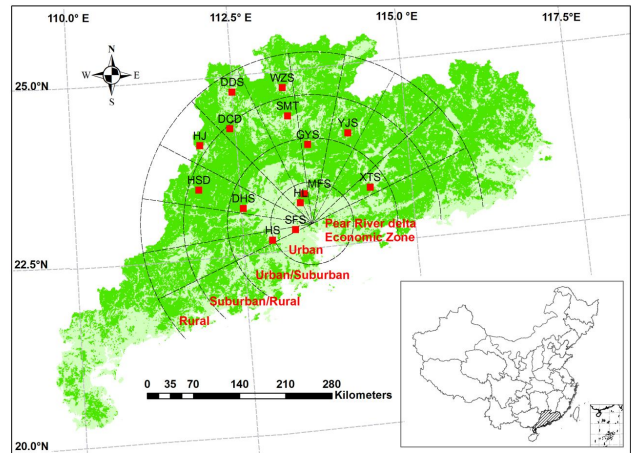 110.0 °E
112.5 °E
115.0 °E
117.5°E
N
W E
S
25.0°N
22.5°N
20.0°N
DDS
WZS
SMT
DCD
YJS
HJ
GYS
HSD
XTS
MFS
HL
DHS
SFS
HS
Pear River delta
Economic Zone
Urban
Urban/Suburban
Suburban/Rural
Rural
0 35 70 140 210 280
Kilometers